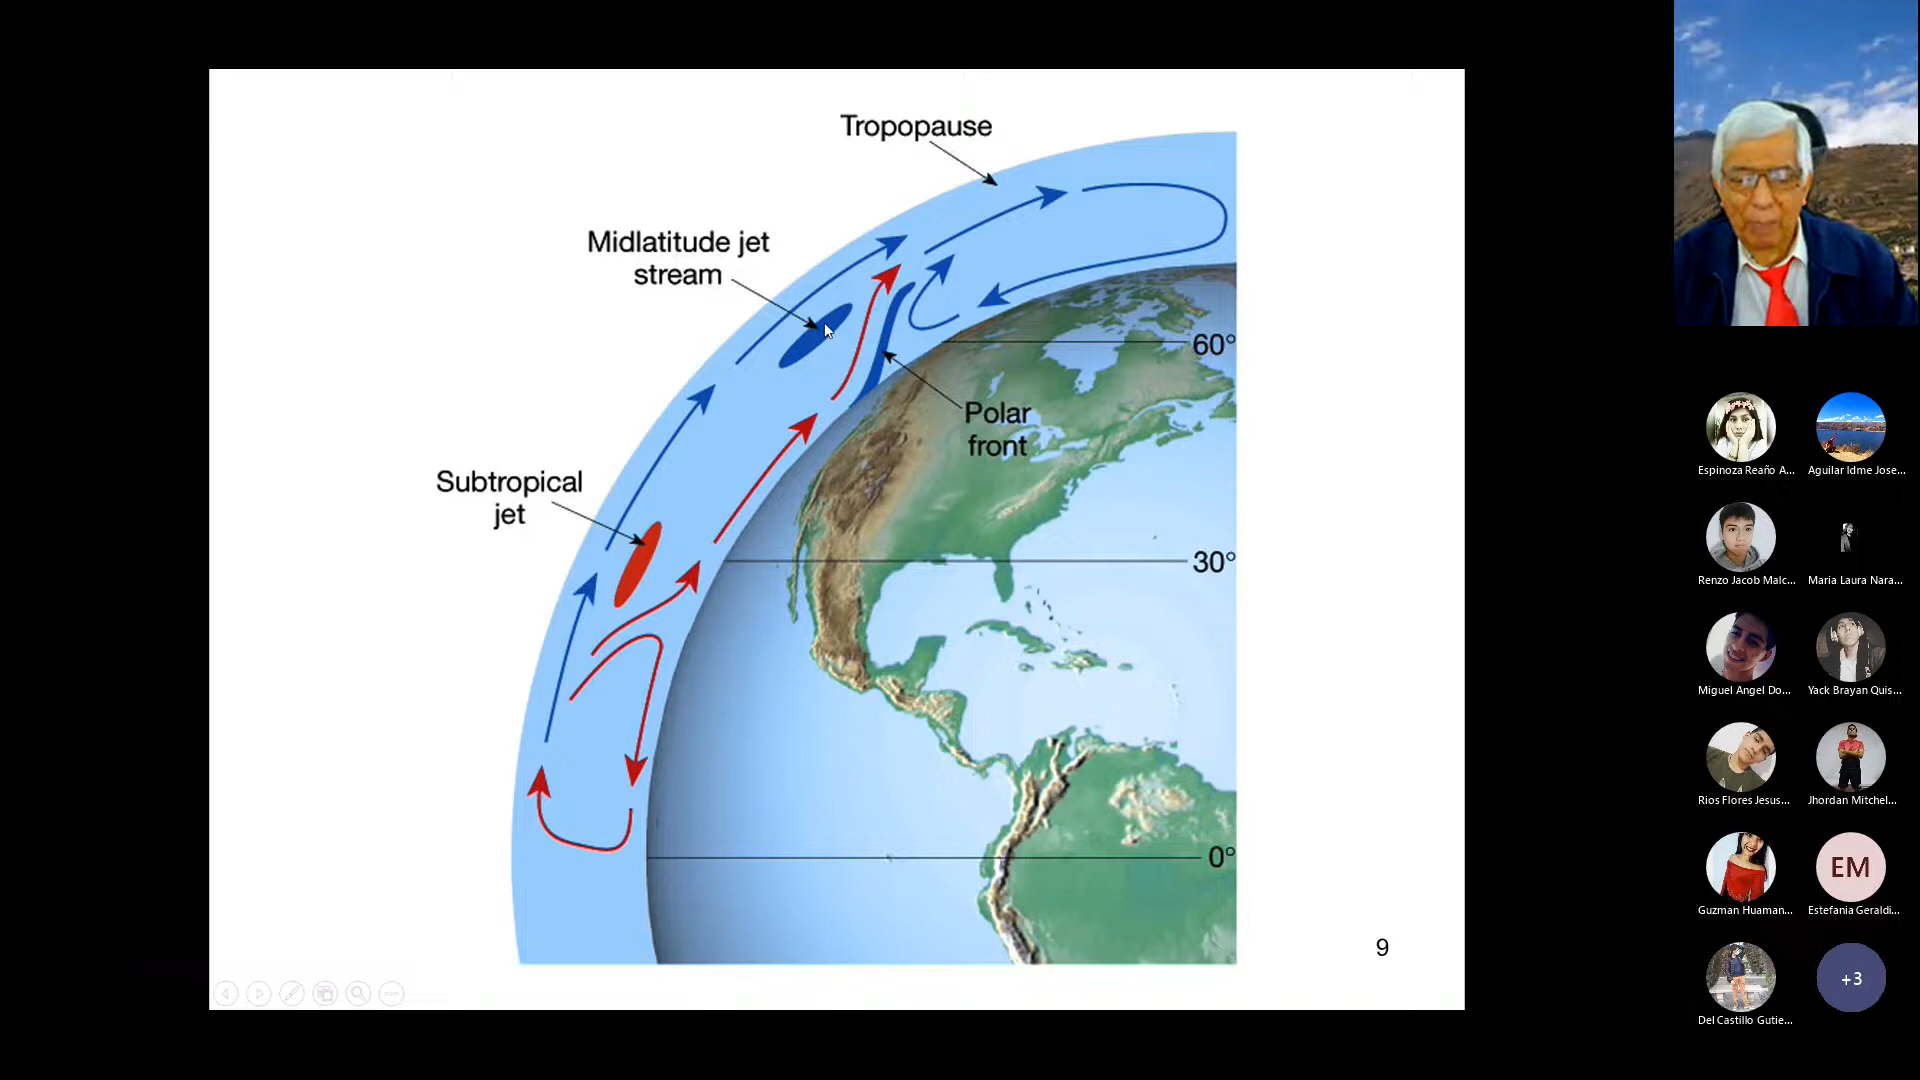 Tropopause
Midlatitude jet
stream
60°
Polar
front
Subtropical
jet
30°
0°
9
Espinoza Reaño A...
Aguilar Idme Jose...
Renzo Jacob Malc...
Maria Laura Nara...
Miguel Angel Do...
Yack Brayan Quis...
Rios Flores Jesus...
Jhordan Mitchel...
Guzman Huaman...
EM
Estefania Geraldi...
Del Castillo Gutie...
+3